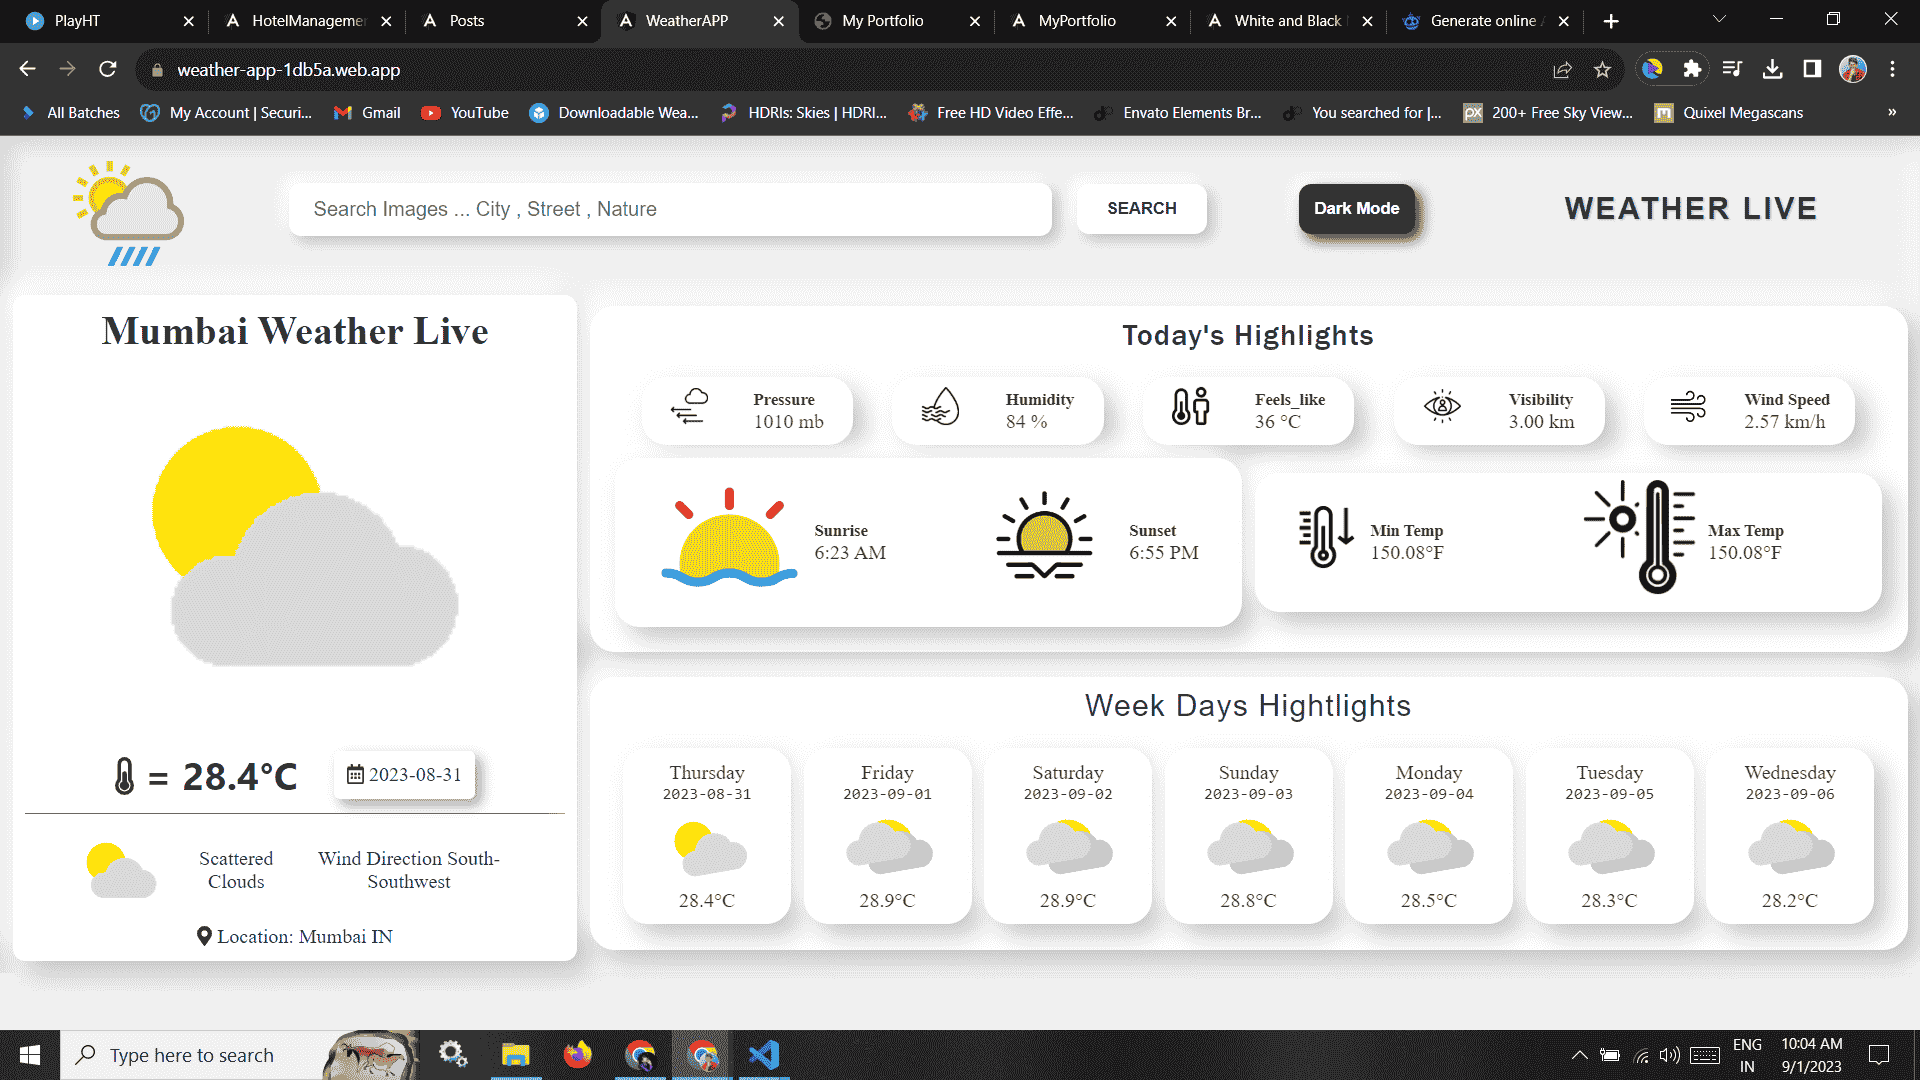 PlayHT
HotelManagemen
Posts
WeatherAPP
My Portfolio
MyPortfolio
White and Black
Generate online
weather-app-1db5a.web.app
All Batches
My Account | Securi...
Gmail
YouTube
Downloadable Wea...
HDRIs: Skies | HDRI...
Free HD Video Effe...
Envato Elements Br...
You searched for |...
px
200+ Free Sky View...
Quixel Megascans
»
Search Images ... City , Street , Nature
SEARCH
Dark Mode
WEATHER LIVE
Mumbai Weather Live
= 28.4°C
2023-08-31
Scattered
Clouds
Wind Direction South-
Southwest
Location: Mumbai IN
Today's Highlights
Pressure
1010 mb
Humidity
84 %
Feels_like
36 °C
Visibility
3.00 km
Wind Speed
2.57 km/h
Sunrise
6:23 AM
Sunset
6:55 PM
Min Temp
150.08°F
Max Temp
150.08°F
Week Days Hightlights
Thursday
2023-08-31
28.4°C
Friday
2023-09-01
28.9°C
Saturday
2023-09-02
28.9°C
Sunday
2023-09-03
28.8°C
Monday
2023-09-04
28.5°C
Tuesday
2023-09-05
28.3°C
Wednesday
2023-09-06
28.2°C
Type here to search
ENG
IN
10:04 AM
9/1/2023